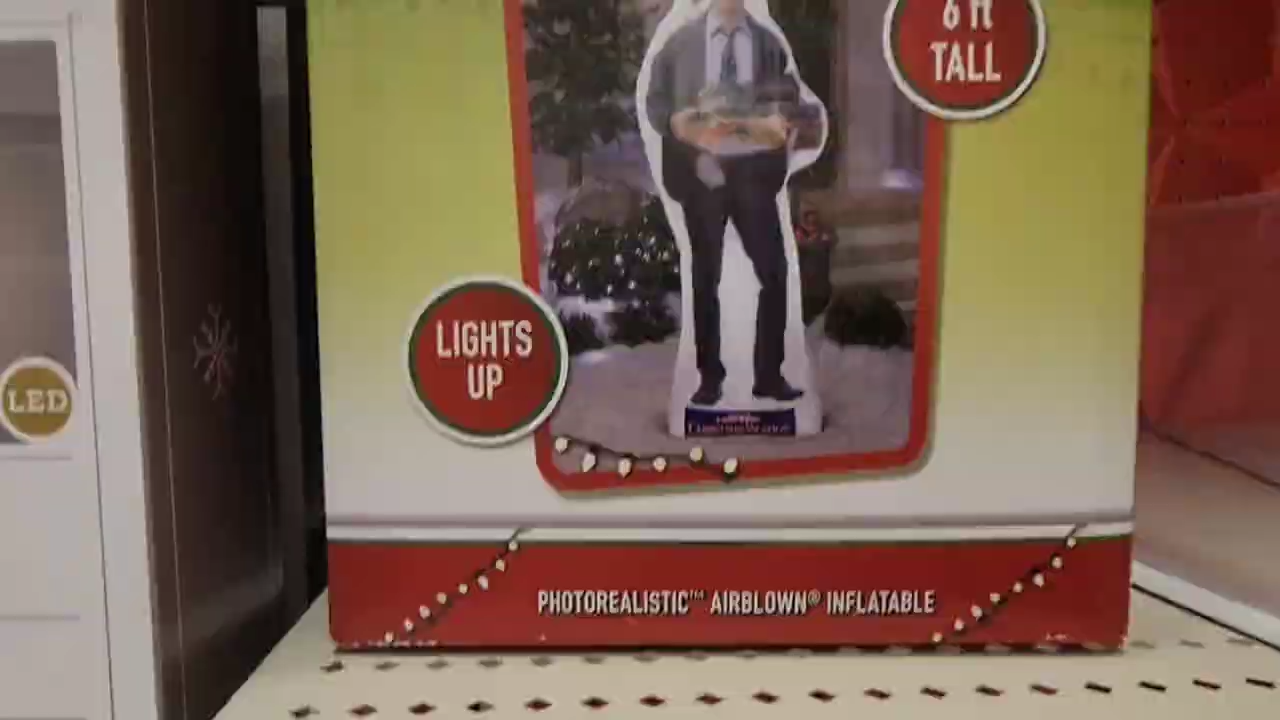 6 ft
TALL
LIGHTS
UP
LED
PHOTOREALISTIC™ AIRBLOWN® INFLATABLE